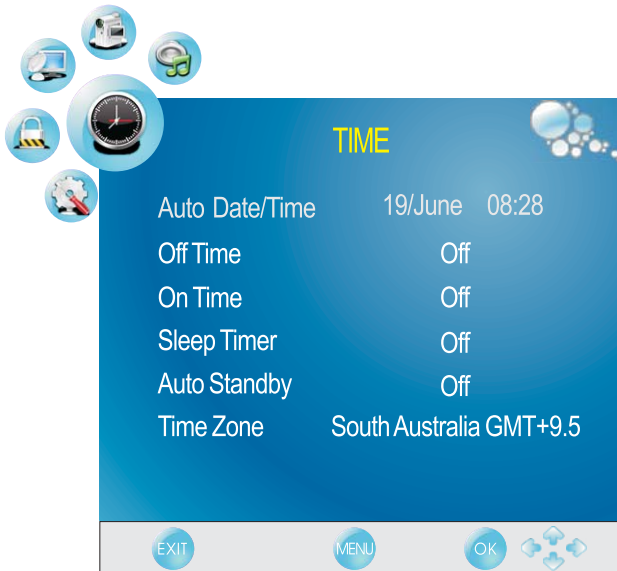 TIME
Auto Date/Time 19/June 08:28
Off Time Off
On Time Off
Sleep Timer Off
Auto Standby Off
Time Zone South Australia GMT+9.5
EXIT MENU OK